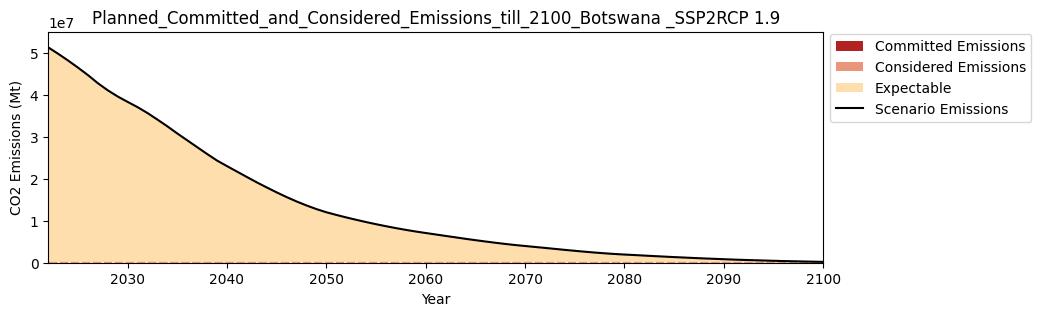 Planned_Committed_and_Considered_Emissions_till_2100_Botswana _SSP2RCP 1.9
1e7
Committed Emissions
Considered Emissions
Expectable
Scenario Emissions
CO2 Emissions (Mt)
5
4
3
2
1
0
2030 2040 2050 2060 2070 2080 2090 2100
Year